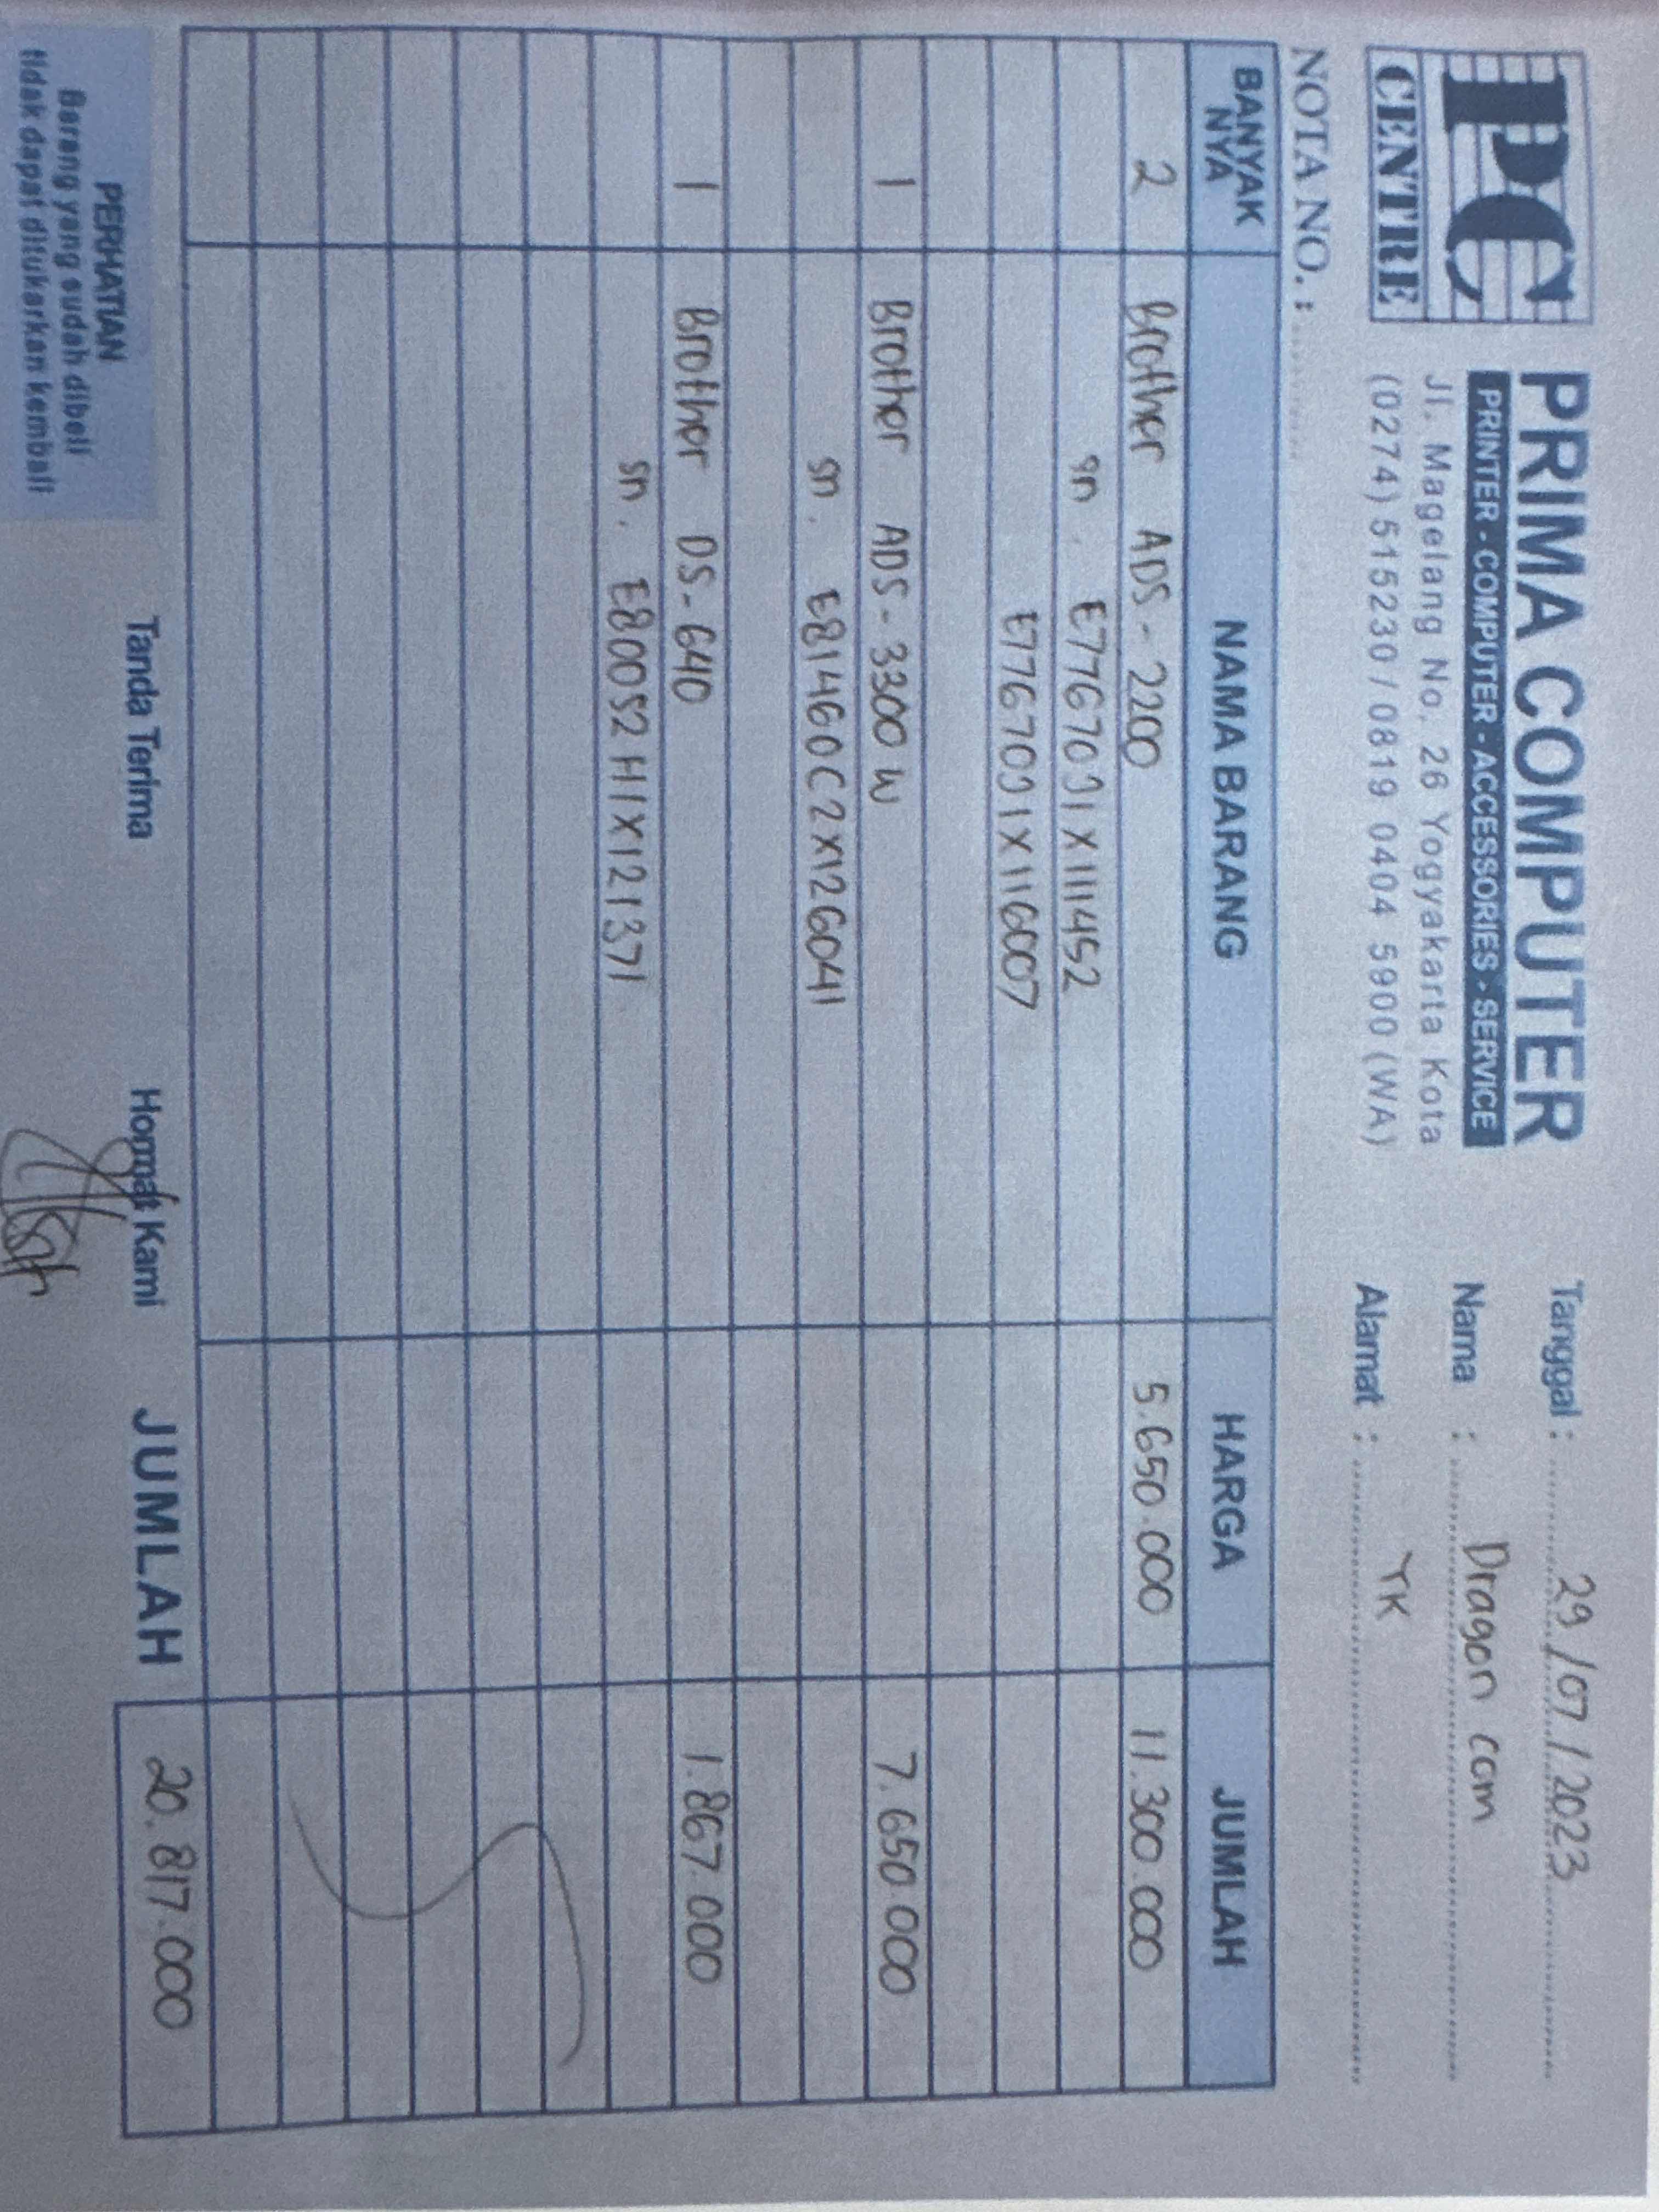 PC
CENTRE
PRIMA COMPUTER
PRINTER - COMPUTER - ACCESSORIES - SERVICE
Jl. Magelang No. 26 Yogyakarta Kota
(0274) 515230 / 0819 0404 5900 (WA)
Tanggal : 29/07/2023
Nama : Dragon com
Alamat : YK
NOTA NO. :
BANYAK NYA NAMA BARANG HARGA JUMLAH
2 Brother ADS-2200 5.650.000 11.300.000
sn. E77670J1X111452
E77670J1X116007
1 Brother ADS-3300 W 7.650.000
sn. E81460C2X126041
1 Brother DS-640 1.867.000
sn. E80052H1X121371
JUMLAH 20.817.000
Tanda Terima
Hormat Kami
PERHATIAN
Barang yang sudah dibeli
tidak dapat ditukarkan kembali